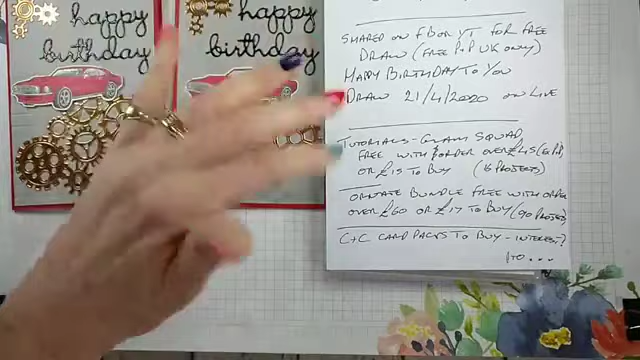 happy
birthday
happy
birthday
SHARED ON FB OR YT FOR FREE
DRAW (FREE P+P UK ONLY)
HAPPY BIRTHDAY TO YOU
DRAW 21/4/2020 ON LIVE
TUTORIALS - GLAM SQUAD,
FREE WITH ORDER OVER £45 (6 P)
OR £15 TO BUY (6 PROJECTS)
ORNATE BUNDLE FREE WITH ORDER
OVER £60 OR £17 TO BUY (90 PROJECTS)
C+C CARD PACKS TO BUY - INTEREST?
PTO...